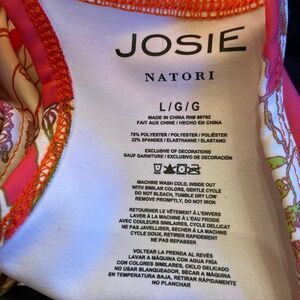 JOSIE
NATORI
L/G/G
MADE IN CHINA RN# 89782
FAIT AUX CHINE / HECHO EN CHINA
78% POLYESTER / POLYESTER / POLIÉSTER
22% SPANDEX / ELASTHANNE / ELASTANO
EXCLUSIVE OF DECORATIONS
SAUF GARNITURE / EXCLUSIVO DE DECORACIÓN
MACHINE WASH COLD, INSIDE OUT
WITH SIMILAR COLORS, GENTLE CYCLE
DO NOT BLEACH, TUMBLE DRY LOW
REMOVE PROMPTLY, DO NOT IRON
RETOURNER LE VÊTEMENT À L'ENVERS
LAVER À LA MACHINE À L'EAU FROIDE
AVEC COULEURS SIMILAIRES, CYCLE DELICAT
NE PAS JAVELLISER, SÉCHER À LA MACHINE
CYCLE DOUX, RETIRER RAPIDEMENT
NE PAS REPASSER
VOLTEAR LA PRENDA AL REVÉS
LAVAR A MÁQUINA CON AGUA FRÍA
CON COLORES SIMILARES, CICLO DELICADO
NO USAR BLANQUEADOR, SECAR A MÁQUINA
EN TEMPERATURA BAJA, RETIRAR RÁPIDAMENTE
NO PLANCHAR